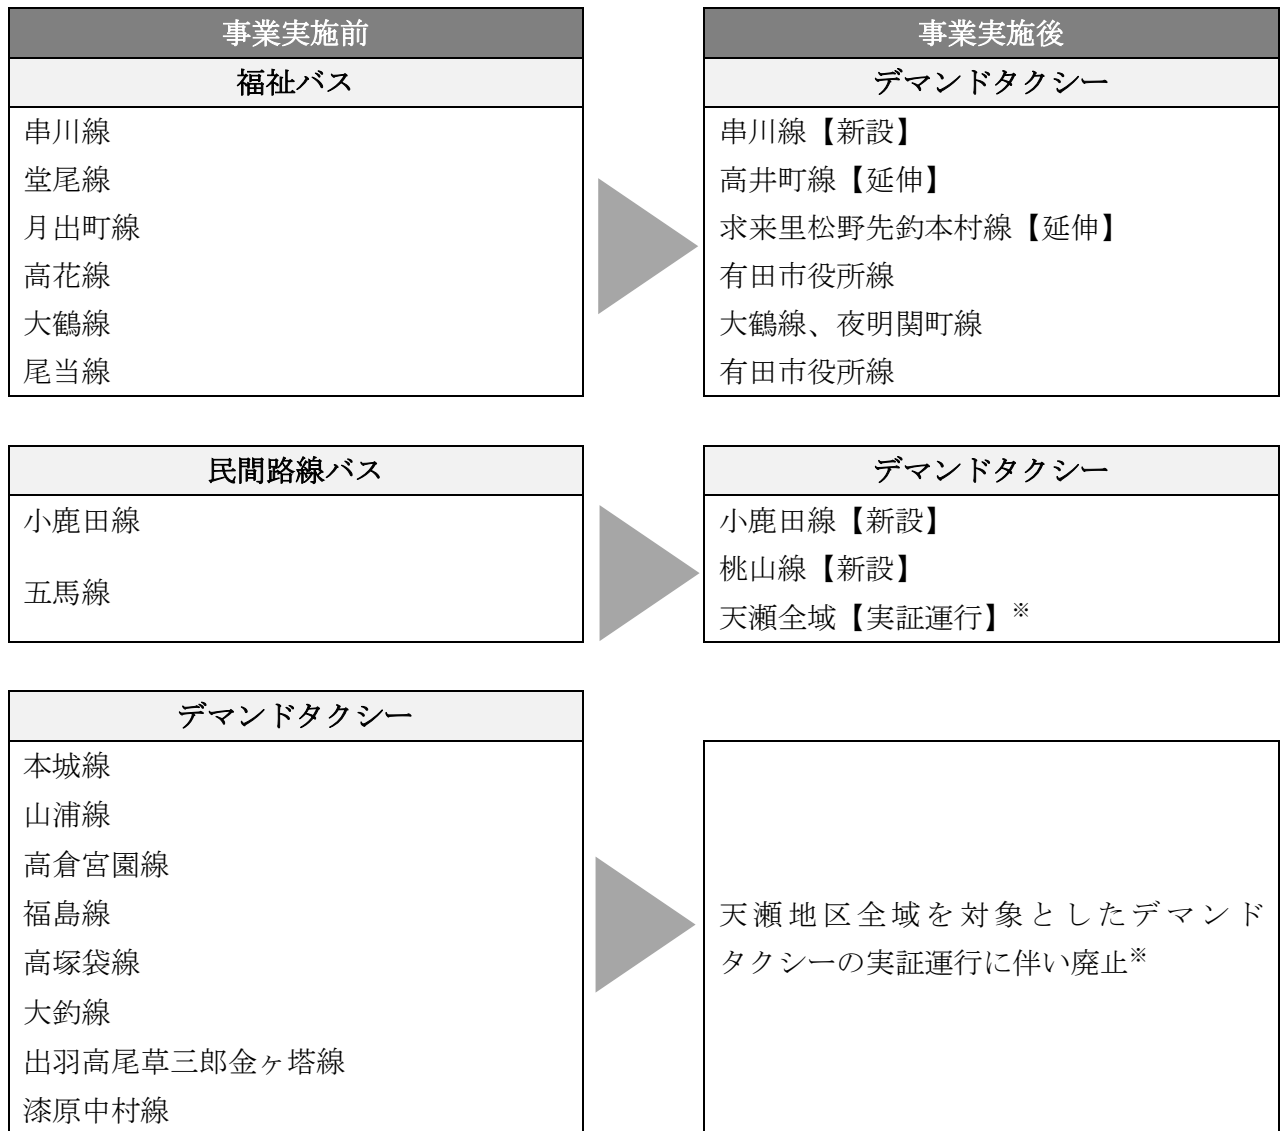 事業実施前
事業実施後
福祉バス
デマンドタクシー
串川線
堂尾線
月出町線
高花線
大鶴線
尾当線
串川線【新設】
高井町線【延伸】
求来里松野先釣本村線【延伸】
有田市役所線
大鶴線、夜明関町線
有田市役所線
民間路線バス
デマンドタクシー
小鹿田線
五馬線
小鹿田線【新設】
桃山線【新設】
天瀬全域【実証運行】※
デマンドタクシー
本城線
山浦線
高倉宮園線
福島線
高塚袋線
大釣線
出羽高尾草三郎金ヶ塔線
漆原中村線
天瀬地区全域を対象としたデマンド
タクシーの実証運行に伴い廃止※